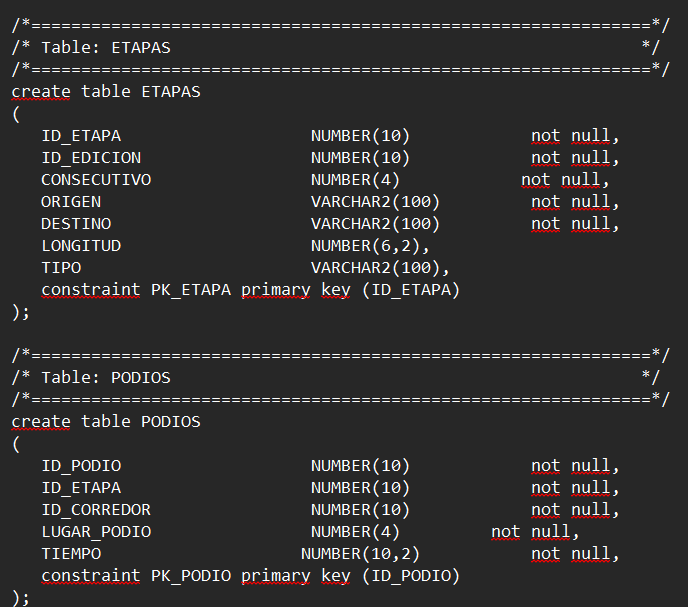 /*==============================================================*/
/* Table: ETAPAS                                               */
/*==============================================================*/
create table ETAPAS
(
   ID_ETAPA                   NUMBER(10)            not null,
   ID_EDICION                 NUMBER(10)            not null,
   CONSECUTIVO                NUMBER(4)            not null,
   ORIGEN                     VARCHAR2(100)         not null,
   DESTINO                    VARCHAR2(100)         not null,
   LONGITUD                   NUMBER(6,2),
   TIPO                       VARCHAR2(100),
   constraint PK_ETAPA primary key (ID_ETAPA)
);
/*==============================================================*/
/* Table: PODIOS                                               */
/*==============================================================*/
create table PODIOS
(
   ID_PODIO                   NUMBER(10)            not null,
   ID_ETAPA                   NUMBER(10)            not null,
   ID_CORREDOR                NUMBER(10)            not null,
   LUGAR_PODIO                NUMBER(4)         not null,
   TIEMPO                    NUMBER(10,2)           not null,
   constraint PK_PODIO primary key (ID_PODIO)
);